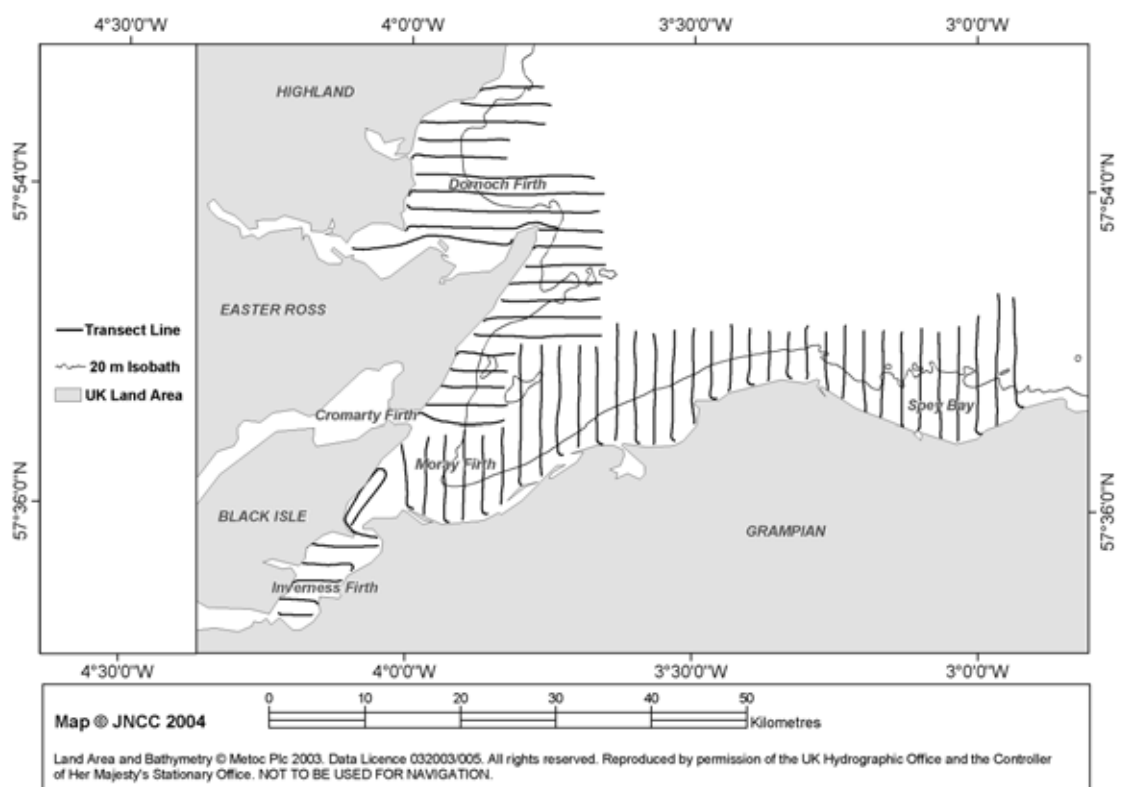 4°30'0"W 4°0'0"W 3°30'0"W 3°0'0"W
HIGHLAND
57°54'0"N
Dornoch Firth
57°54'0"N
EASTER ROSS
Transect Line
20 m Isobath
UK Land Area
Cromarty Firth
Spey Bay
Moray Firth
57°36'0"N
BLACK ISLE
GRAMPIAN
57°36'0"N
Inverness Firth
4°30'0"W 4°0'0"W 3°30'0"W 3°0'0"W
0 10 20 30 40 50
Kilometres
Map © JNCC 2004
Land Area and Bathymetry © Metoc Plc 2003. Data Licence 032003/005. All rights reserved. Reproduced by permission of the UK Hydrographic Office and the Controller
of Her Majesty's Stationary Office. NOT TO BE USED FOR NAVIGATION.